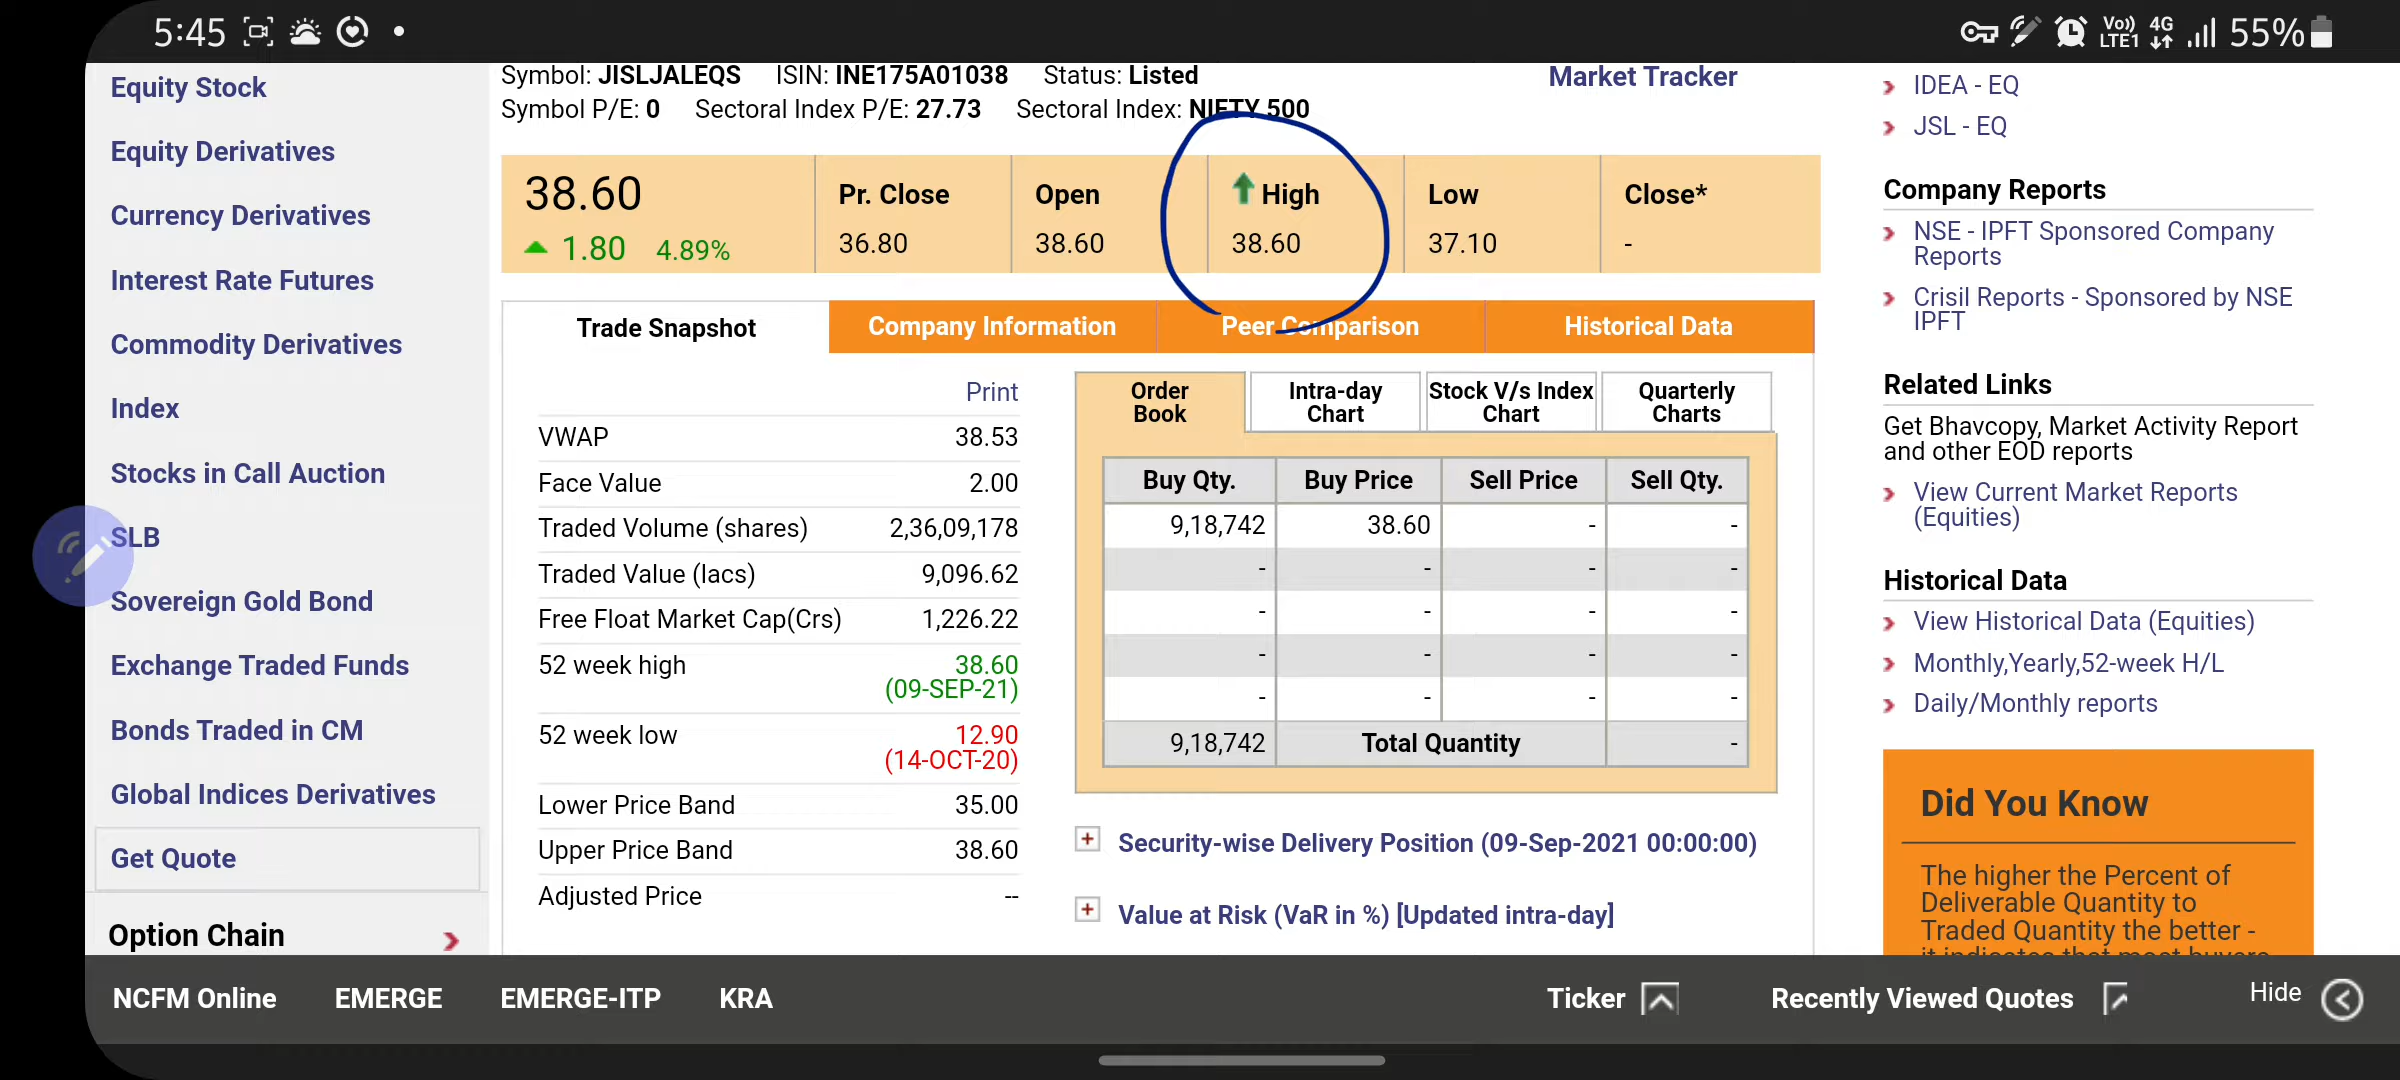 5:45
Vo)) LTE1 4G 55%
Equity Stock
Equity Derivatives
Currency Derivatives
Interest Rate Futures
Commodity Derivatives
Index
Stocks in Call Auction
SLB
Sovereign Gold Bond
Exchange Traded Funds
Bonds Traded in CM
Global Indices Derivatives
Get Quote
Option Chain
Symbol: JISLJALEQS ISIN: INE175A01038 Status: Listed
Symbol P/E: 0 Sectoral Index P/E: 27.73 Sectoral Index: NIFTY 500
Market Tracker
38.60 Pr. Close Open High Low Close*
1.80 4.89% 36.80 38.60 38.60 37.10 -
Trade Snapshot Company Information Peer Comparison Historical Data
Print
VWAP 38.53
Face Value 2.00
Traded Volume (shares) 2,36,09,178
Traded Value (lacs) 9,096.62
Free Float Market Cap(Crs) 1,226.22
52 week high 38.60
(09-SEP-21)
52 week low 12.90
(14-OCT-20)
Lower Price Band 35.00
Upper Price Band 38.60
Adjusted Price --
Order Book
Intra-day Chart
Stock V/s Index Chart
Quarterly Charts
Buy Qty. Buy Price Sell Price Sell Qty.
9,18,742 38.60 - -
- - - -
- - - -
- - - -
- - - -
9,18,742 Total Quantity -
Security-wise Delivery Position (09-Sep-2021 00:00:00)
Value at Risk (VaR in %) [Updated intra-day]
IDEA - EQ
JSL - EQ
Company Reports
NSE - IPFT Sponsored Company
Reports
Crisil Reports - Sponsored by NSE
IPFT
Related Links
Get Bhavcopy, Market Activity Report
and other EOD reports
View Current Market Reports
(Equities)
Historical Data
View Historical Data (Equities)
Monthly,Yearly,52-week H/L
Daily/Monthly reports
Did You Know
The higher the Percent of
Deliverable Quantity to
Traded Quantity the better -
it indicates that most buyers
NCFM Online EMERGE EMERGE-ITP KRA Ticker Recently Viewed Quotes Hide